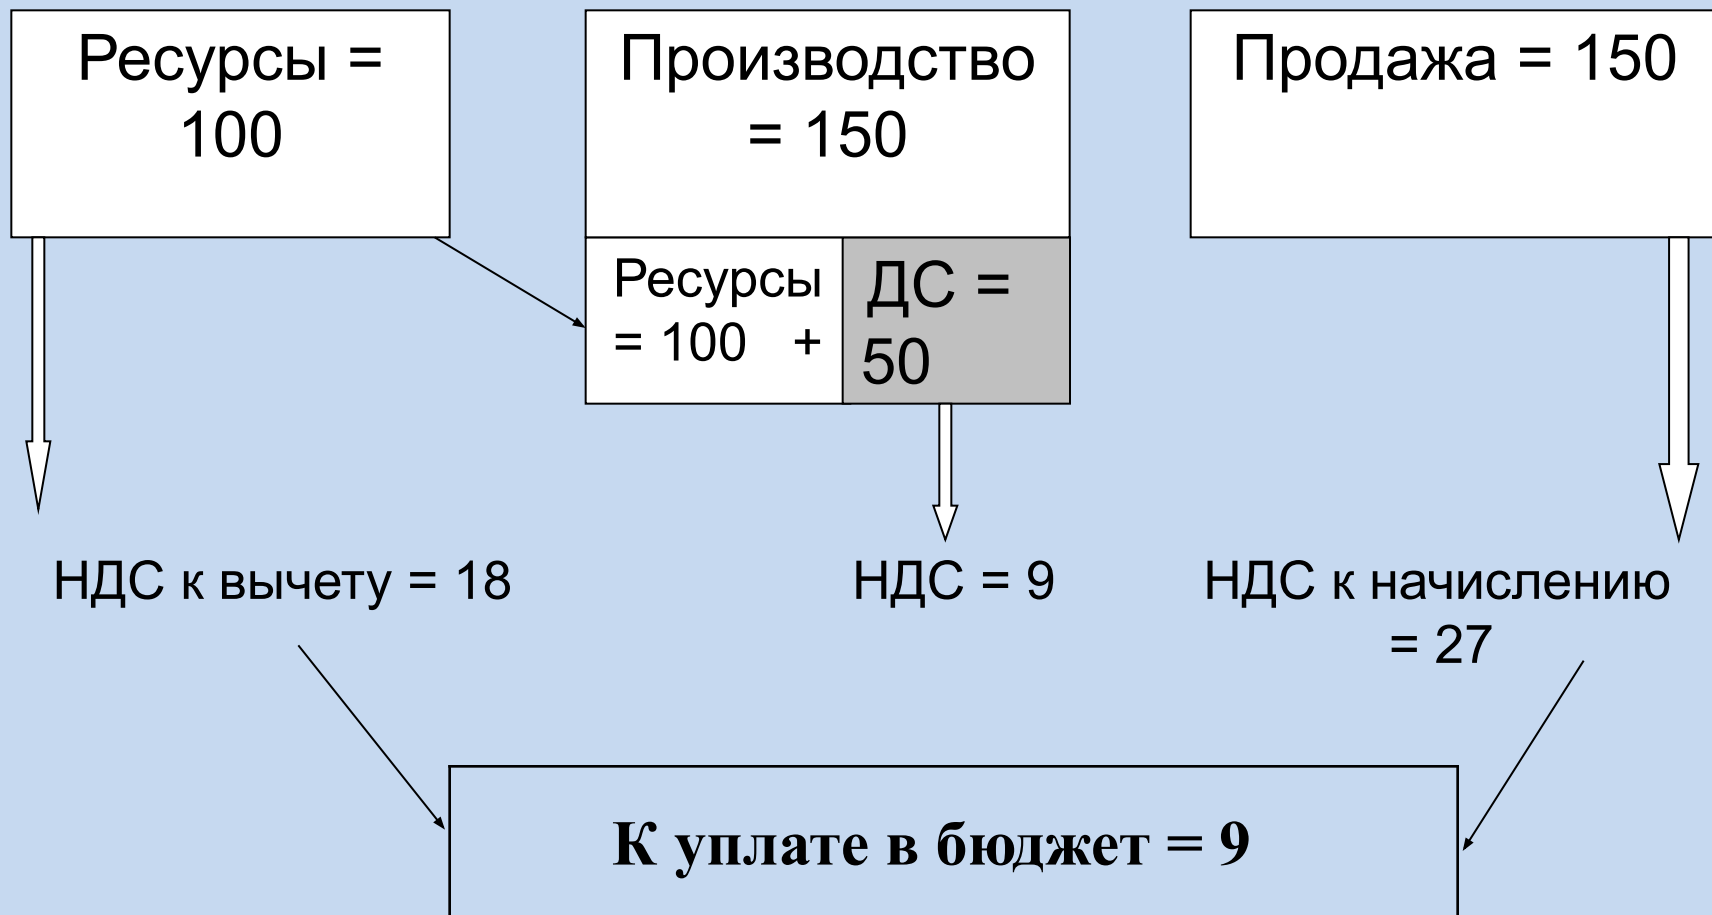 Ресурсы =
100
Производство
= 150
Продажа = 150
Ресурсы
= 100 +
ДС =
50
НДС к вычету = 18
НДС = 9
НДС к начислению
= 27
К уплате в бюджет = 9